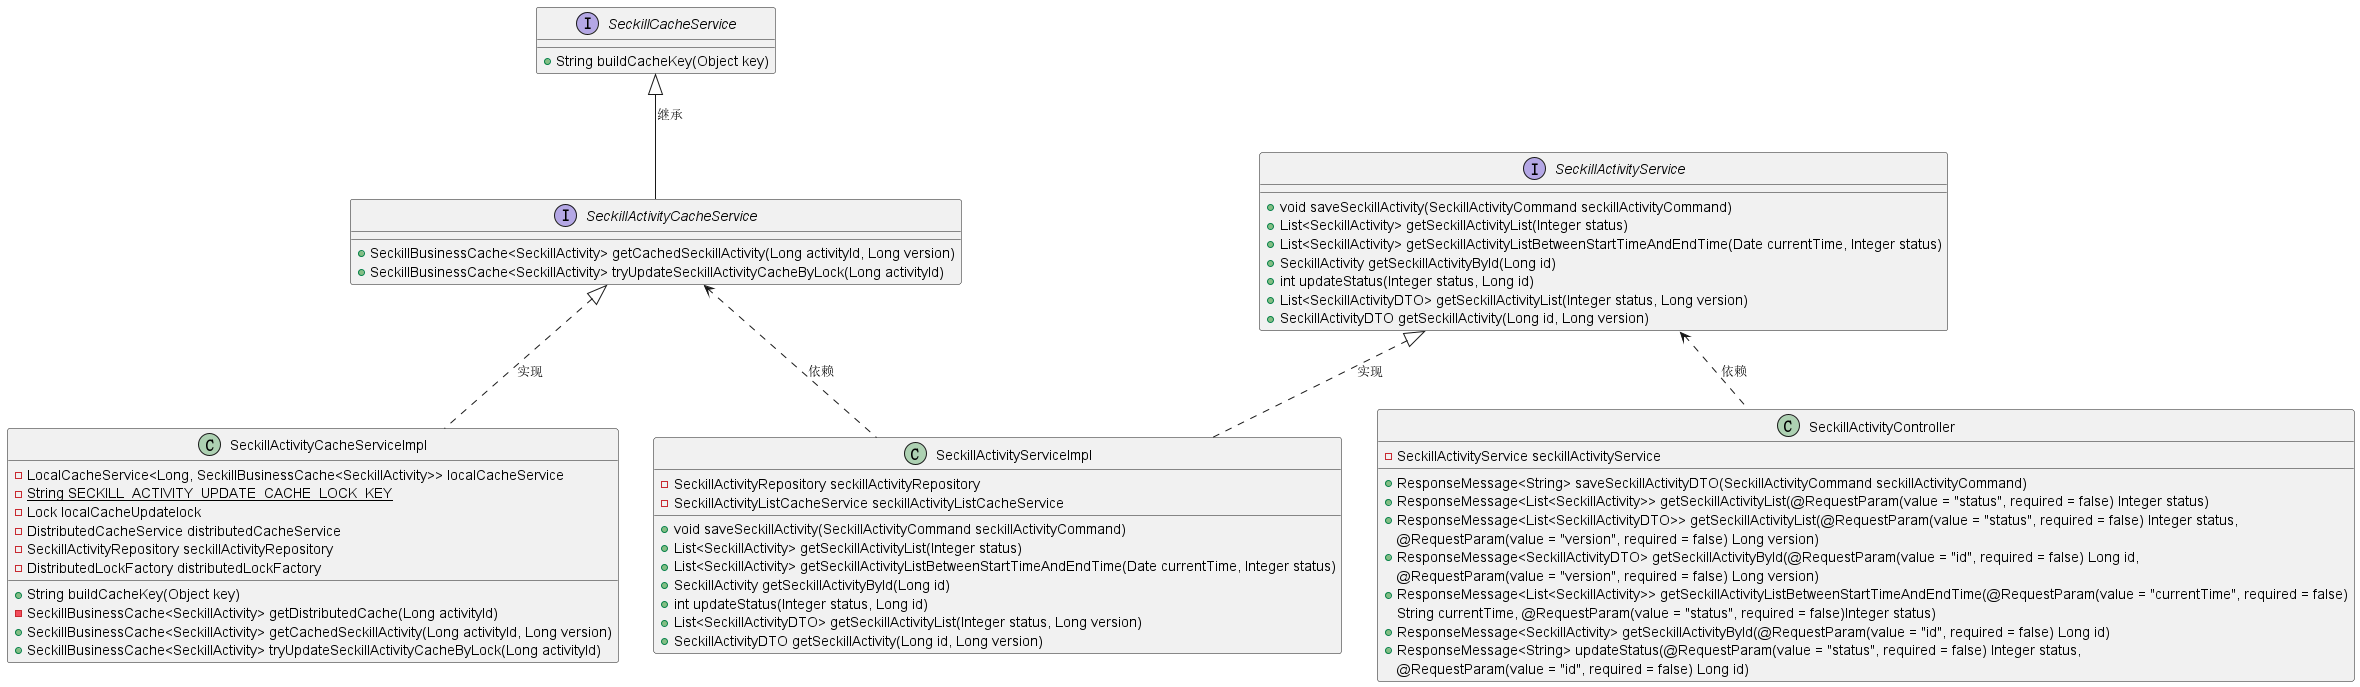 I SeckillCacheService
String buildCacheKey(Object key)
继承
I SeckillActivityCacheService
SeckillBusinessCache<SeckillActivity> getCachedSeckillActivity(Long activityId, Long version)
SeckillBusinessCache<SeckillActivity> tryUpdateSeckillActivityCacheByLock(Long activityId)
I SeckillActivityService
void saveSeckillActivity(SeckillActivityCommand seckillActivityCommand)
List<SeckillActivity> getSeckillActivityList(Integer status)
List<SeckillActivity> getSeckillActivityListBetweenStartTimeAndEndTime(Date currentTime, Integer status)
SeckillActivity getSeckillActivityById(Long id)
int updateStatus(Integer status, Long id)
List<SeckillActivityDTO> getSeckillActivityList(Integer status, Long version)
SeckillActivityDTO getSeckillActivity(Long id, Long version)
实现
依赖
实现
依赖
C SeckillActivityCacheServiceImpl
LocalCacheService<Long, SeckillBusinessCache<SeckillActivity>> localCacheService
String SECKILL_ACTIVITY_UPDATE_CACHE_LOCK_KEY
Lock localCacheUpdatelock
DistributedCacheService distributedCacheService
SeckillActivityRepository seckillActivityRepository
DistributedLockFactory distributedLockFactory
String buildCacheKey(Object key)
SeckillBusinessCache<SeckillActivity> getDistributedCache(Long activityId)
SeckillBusinessCache<SeckillActivity> getCachedSeckillActivity(Long activityId, Long version)
SeckillBusinessCache<SeckillActivity> tryUpdateSeckillActivityCacheByLock(Long activityId)
C SeckillActivityServiceImpl
SeckillActivityRepository seckillActivityRepository
SeckillActivityListCacheService seckillActivityListCacheService
void saveSeckillActivity(SeckillActivityCommand seckillActivityCommand)
List<SeckillActivity> getSeckillActivityList(Integer status)
List<SeckillActivity> getSeckillActivityListBetweenStartTimeAndEndTime(Date currentTime, Integer status)
SeckillActivity getSeckillActivityById(Long id)
int updateStatus(Integer status, Long id)
List<SeckillActivityDTO> getSeckillActivityList(Integer status, Long version)
SeckillActivityDTO getSeckillActivity(Long id, Long version)
C SeckillActivityController
SeckillActivityService seckillActivityService
ResponseMessage<String> saveSeckillActivityDTO(SeckillActivityCommand seckillActivityCommand)
ResponseMessage<List<SeckillActivity>> getSeckillActivityList(@RequestParam(value = "status", required = false) Integer status)
ResponseMessage<List<SeckillActivityDTO>> getSeckillActivityList(@RequestParam(value = "status", required = false) Integer status,
@RequestParam(value = "version", required = false) Long version)
ResponseMessage<SeckillActivityDTO> getSeckillActivityById(@RequestParam(value = "id", required = false) Long id,
@RequestParam(value = "version", required = false) Long version)
ResponseMessage<List<SeckillActivity>> getSeckillActivityListBetweenStartTimeAndEndTime(@RequestParam(value = "currentTime", required = false)
String currentTime, @RequestParam(value = "status", required = false)Integer status)
ResponseMessage<SeckillActivity> getSeckillActivityById(@RequestParam(value = "id", required = false) Long id)
ResponseMessage<String> updateStatus(@RequestParam(value = "status", required = false) Integer status,
@RequestParam(value = "id", required = false) Long id)